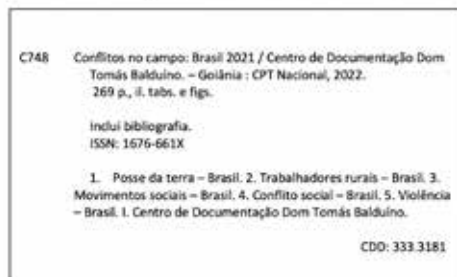 C748 Conflitos no campo: Brasil 2021 / Centro de Documentação Dom
Tomás Balduino. – Goiânia : CPT Nacional, 2022.
269 p., il. tabs. e figs.
Inclui bibliografia.
ISSN: 1676-661X
1. Posse da terra – Brasil. 2. Trabalhadores rurais – Brasil. 3.
Movimentos sociais – Brasil. 4. Conflito social – Brasil. 5. Violência
– Brasil. I. Centro de Documentação Dom Tomás Balduino.
CDD: 333.3181